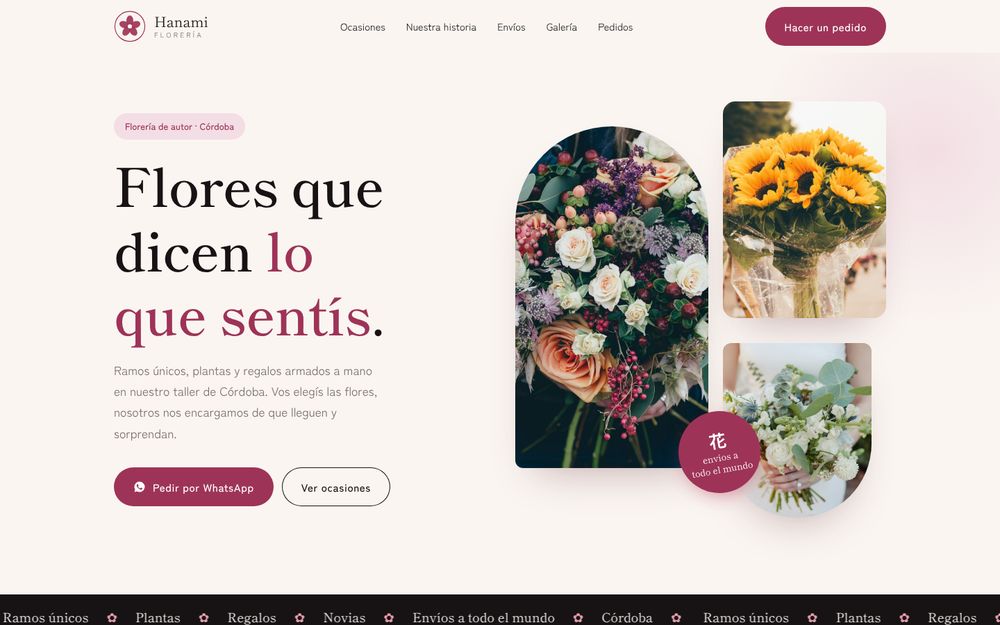 Hanami
FLORERÍA
Ocasiones
Nuestra historia
Envíos
Galería
Pedidos
Hacer un pedido
Florería de autor · Córdoba
Flores que
dicen lo
que sentís.
Ramos únicos, plantas y regalos armados a mano
en nuestro taller de Córdoba. Vos elegís las flores,
nosotros nos encargamos de que lleguen y
sorprendan.
Pedir por WhatsApp
Ver ocasiones
花
envíos a
todo el mundo
Ramos únicos ✿ Plantas ✿ Regalos ✿ Novias ✿ Envíos a todo el mundo ✿ Córdoba ✿ Ramos únicos ✿ Plantas ✿ Regalos